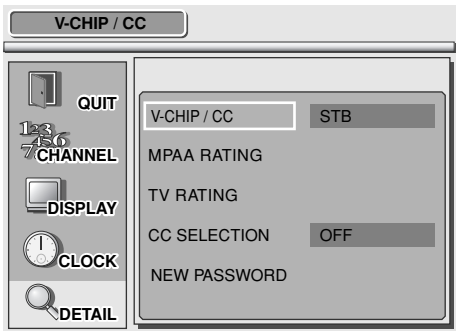 V-CHIP / CC
QUIT
123
456
7
CHANNEL
DISPLAY
CLOCK
DETAIL
V-CHIP / CC STB
MPAA RATING
TV RATING
CC SELECTION OFF
NEW PASSWORD